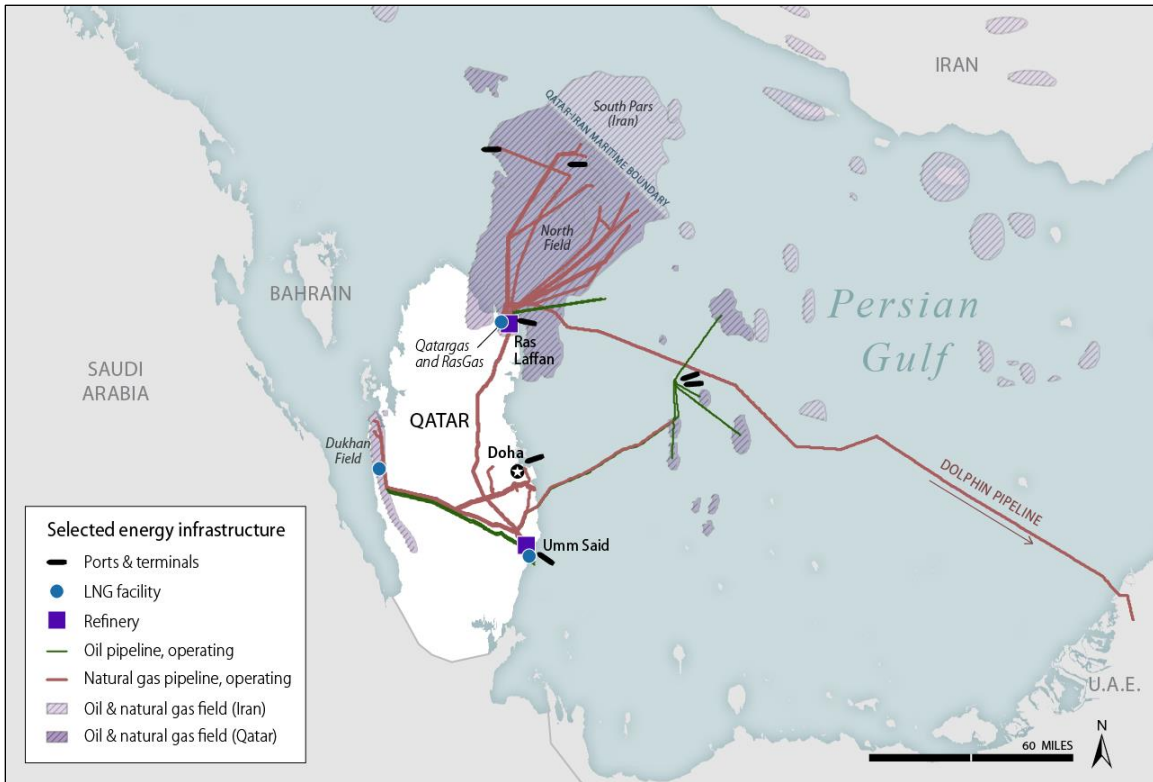 IRAN
South Pars
(Iran)
QATAR-IRAN MARITIME BOUNDARY
North
Field
BAHRAIN
Persian
Gulf
Qatargas
and RasGas
Ras
Laffan
SAUDI
ARABIA
QATAR
Dukhan
Field
Doha
DOLPHIN PIPELINE
Umm Said
Selected energy infrastructure
Ports & terminals
LNG facility
Refinery
Oil pipeline, operating
Natural gas pipeline, operating
Oil & natural gas field (Iran)
Oil & natural gas field (Qatar)
U.A.E.
N
60 MILES